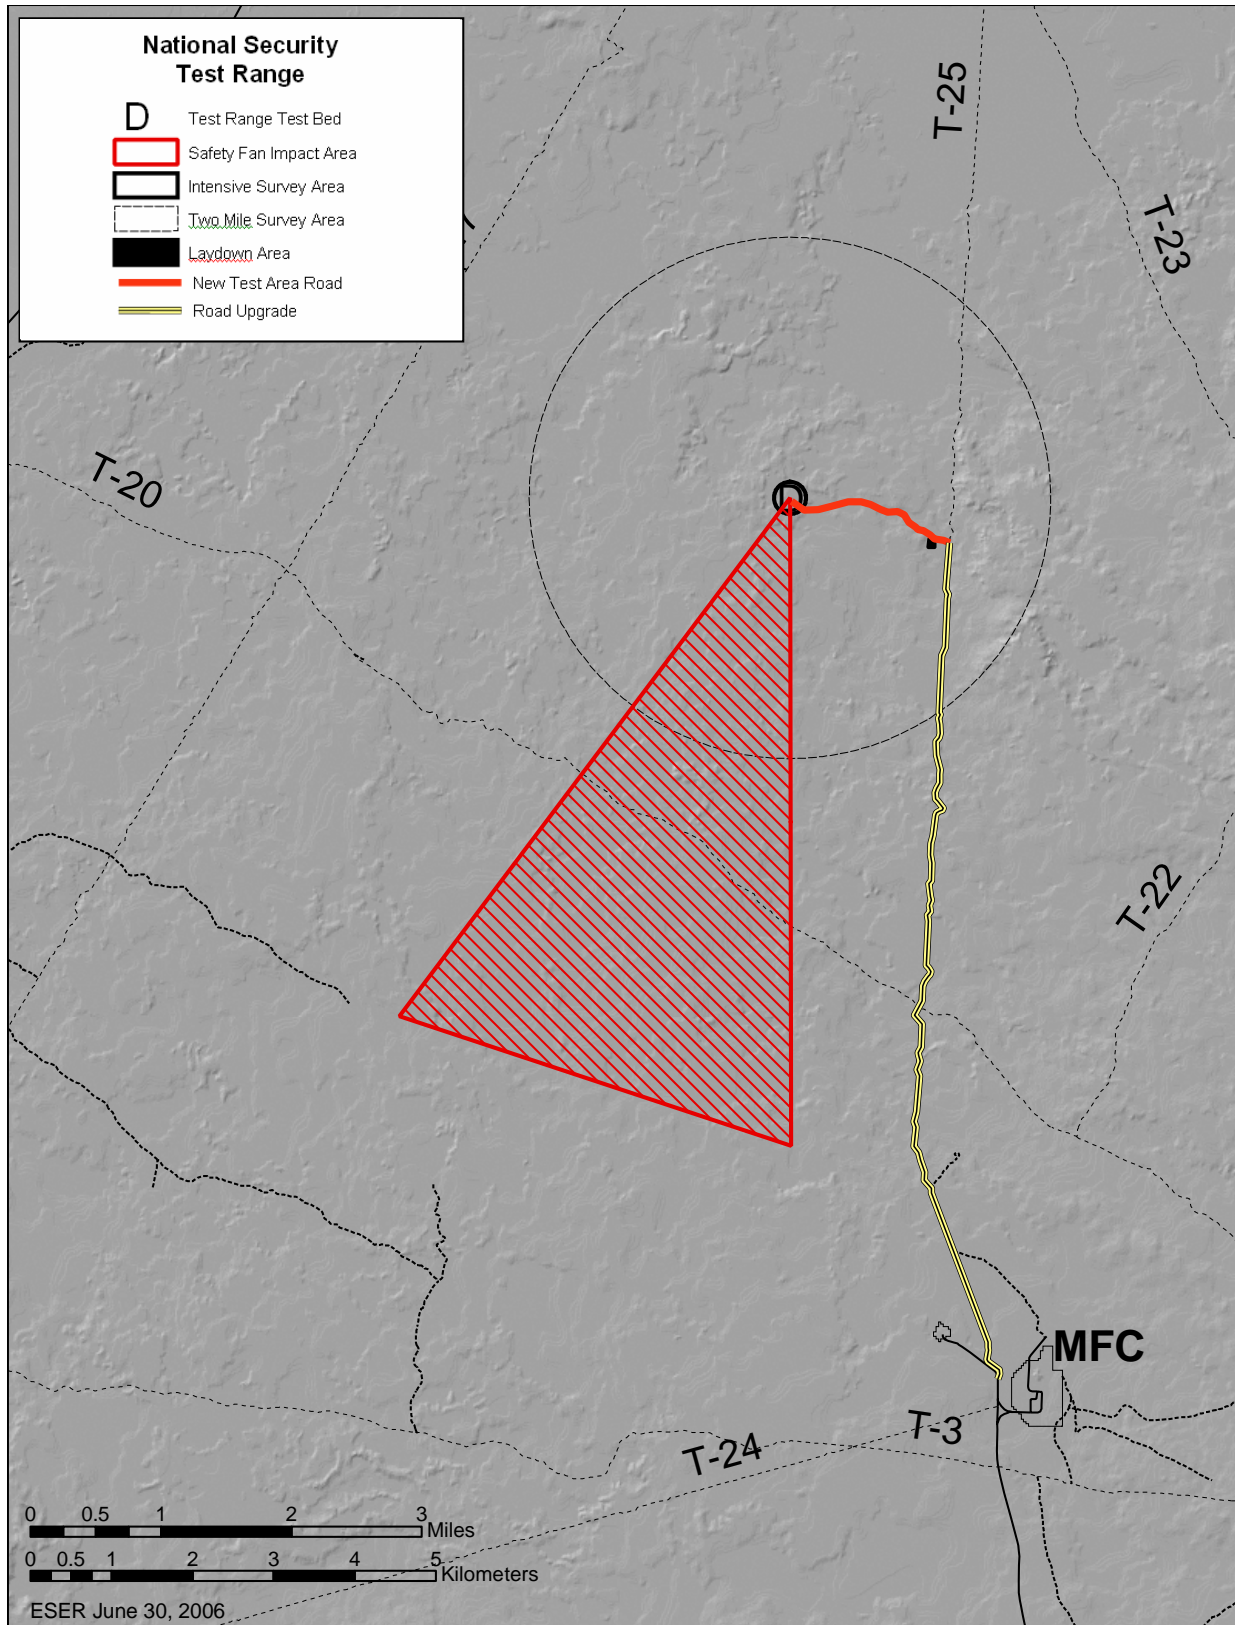 National Security
Test Range
D Test Range Test Bed
Safety Fan Impact Area
Intensive Survey Area
Two Mile Survey Area
Laydown Area
New Test Area Road
Road Upgrade
T-25
T-23
T-20
D
T-22
MFC
T-3
T-24
0 0.5 1 2 3
Miles
0 0.5 1 2 3 4 5
Kilometers
ESER June 30, 2006